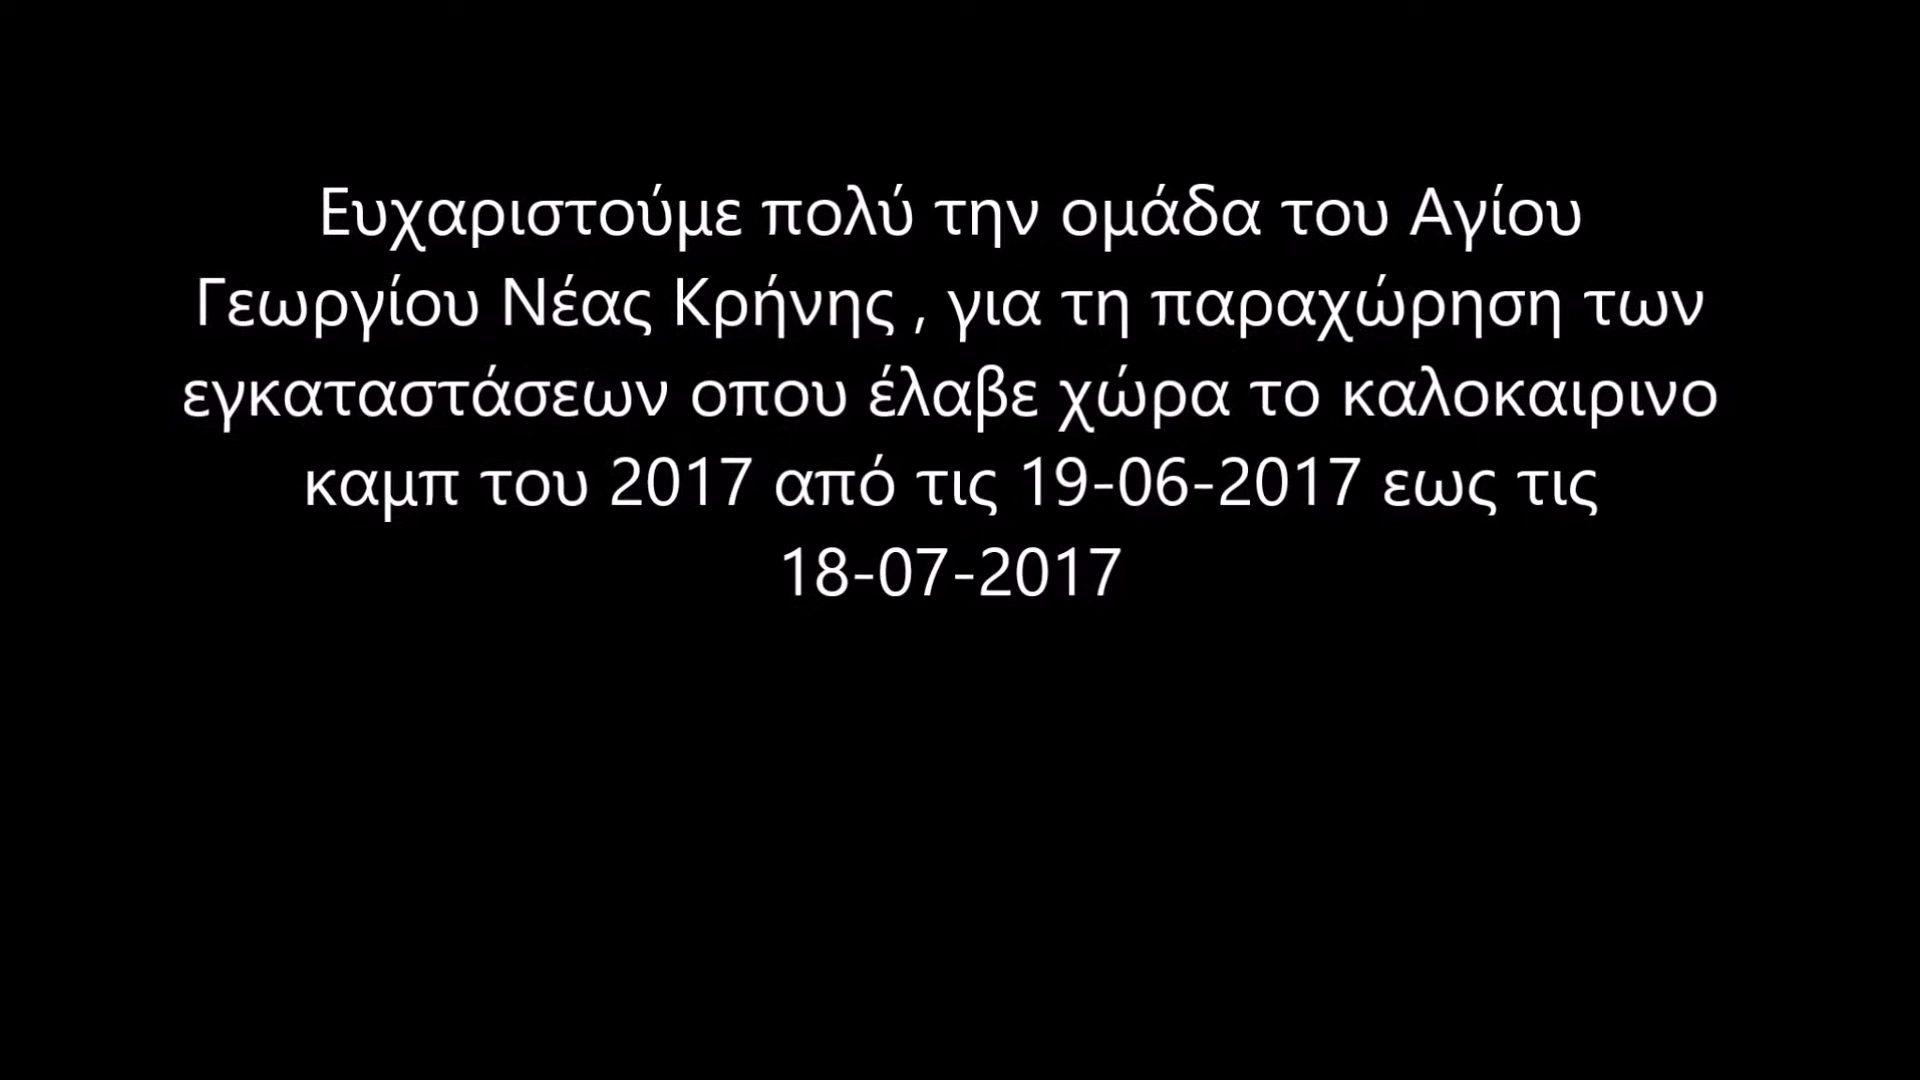 Ευχαριστούμε πολύ την ομάδα του Αγίου
Γεωργίου Νέας Κρήνης , για τη παραχώρηση των
εγκαταστάσεων οπου έλαβε χώρα το καλοκαιρινο
καμπ του 2017 από τις 19-06-2017 εως τις
18-07-2017